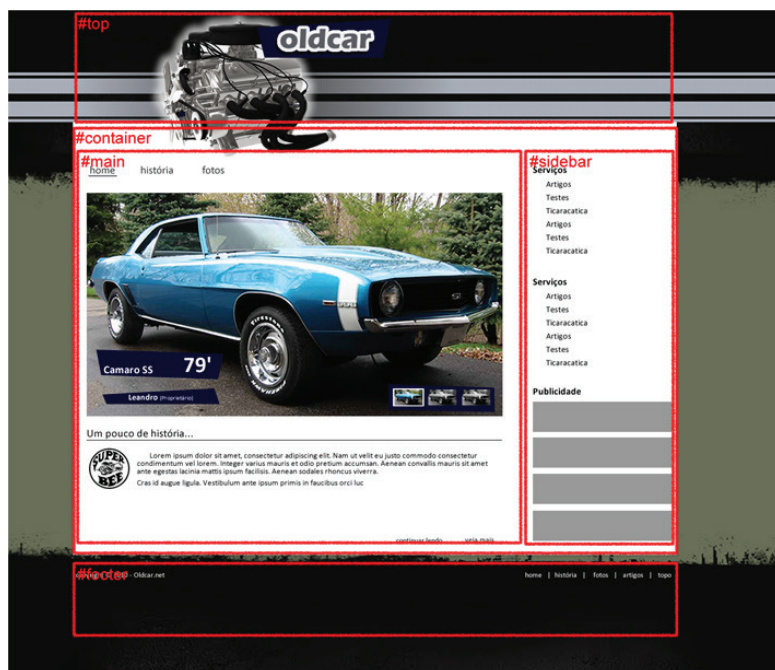 #top
oldcar
#container
#main
#sidebar
home história fotos
Serviços
Artigos
Testes
Ticaracatica
Artigos
Testes
Ticaracatica
Serviços
Artigos
Testes
Ticaracatica
Artigos
Testes
Ticaracatica
Publicidade
Camaro SS 79'
Leandro (Proprietário)
Um pouco de história...
SUPER BEE
Lorem ipsum dolor sit amet, consectetur adipiscing elit. Nam ut velit eu justo commodo consectetur
condimentum vel lorem. Integer varius mauris et odio pretium accumsan. Aenean convallis mauris sit amet
ante egestas lacinia mattis ipsum facilisis. Aenean sodales rhoncus viverra.
Cras id augue ligula. Vestibulum ante ipsum primis in faucibus orci luc
continuar lendo veja mais
#footer
- Oldcar.net
home | história | fotos | artigos | topo